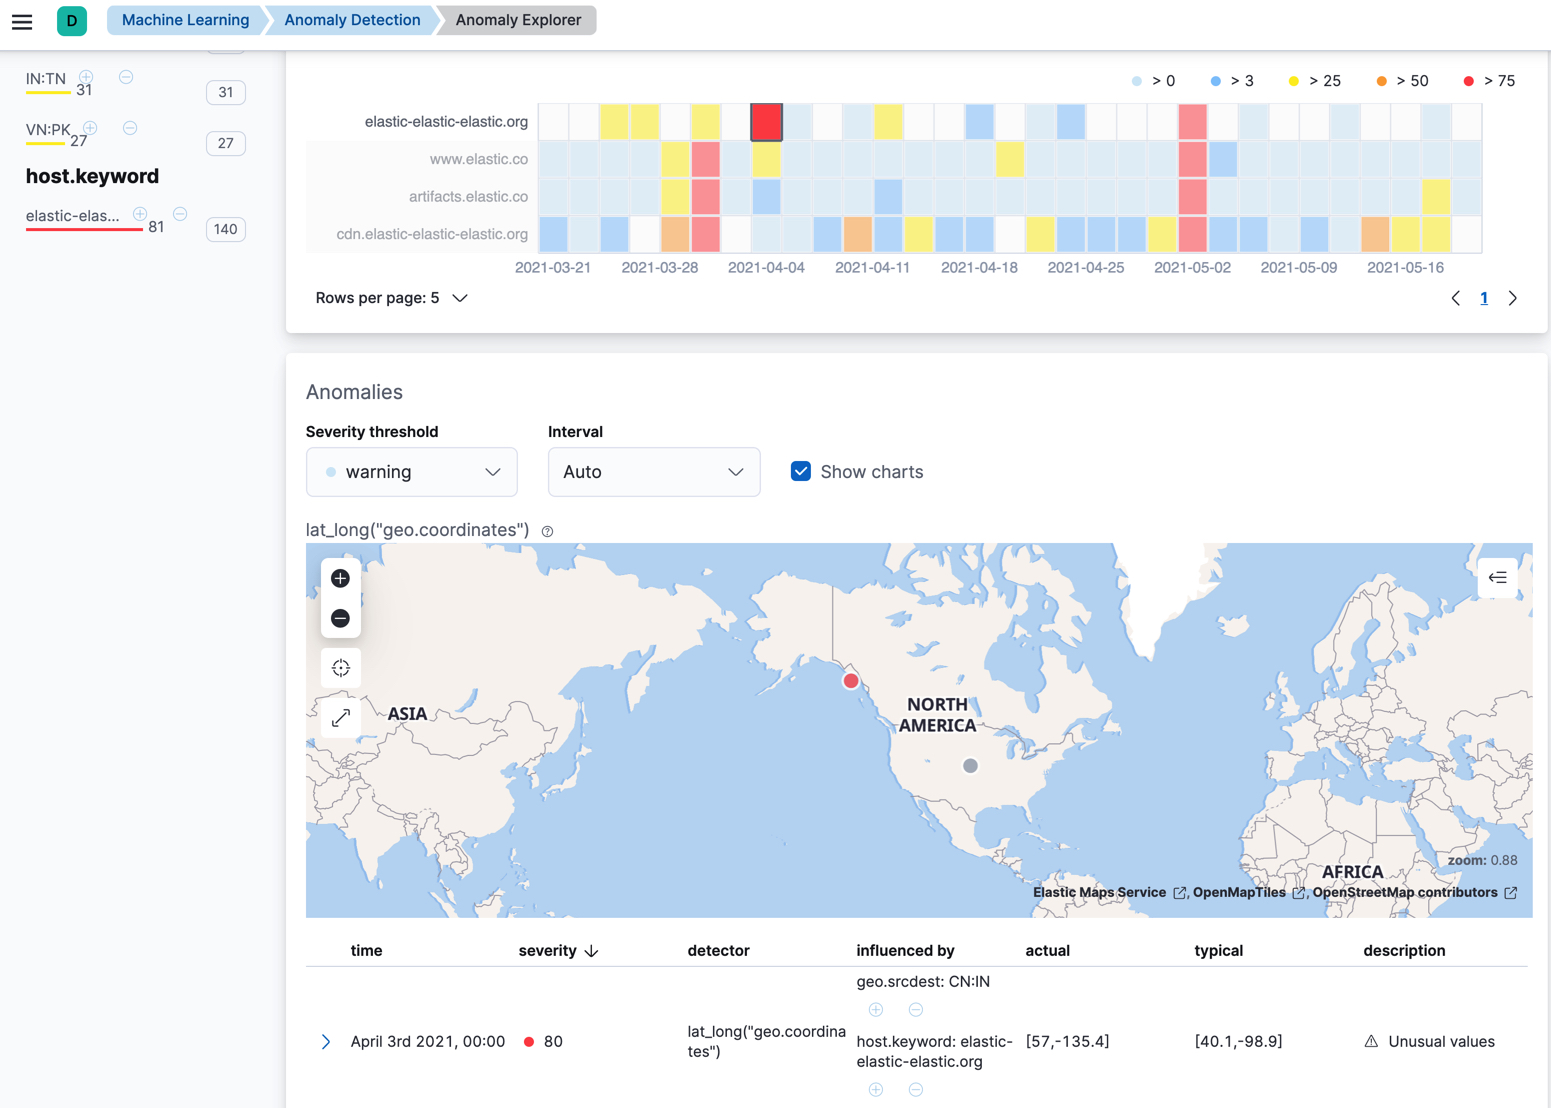 D
Machine Learning
Anomaly Detection
Anomaly Explorer
IN:TN
31
31
VN:PK
27
27
host.keyword
elastic-elas...
81
140
> 0
> 3
> 25
> 50
> 75
elastic-elastic-elastic.org
www.elastic.co
artifacts.elastic.co
cdn.elastic-elastic-elastic.org
2021-03-21
2021-03-28
2021-04-04
2021-04-11
2021-04-18
2021-04-25
2021-05-02
2021-05-09
2021-05-16
Rows per page: 5
1
Anomalies
Severity threshold
Interval
warning
Auto
Show charts
lat_long("geo.coordinates")
ASIA
NORTH
AMERICA
AFRICA
zoom: 0.88
Elastic Maps Service , OpenMapTiles , OpenStreetMap contributors
time
severity
detector
influenced by
actual
typical
description
geo.srcdest: CN:IN
April 3rd 2021, 00:00
80
lat_long("geo.coordina
tes")
host.keyword: elastic-
elastic-elastic.org
[57,-135.4]
[40.1,-98.9]
Unusual values